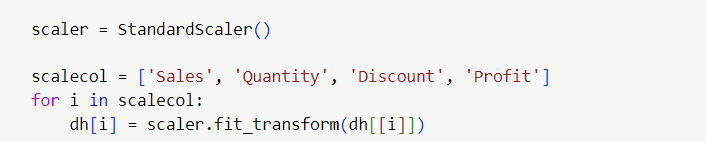 scaler = StandardScaler()
scalecol = ['Sales', 'Quantity', 'Discount', 'Profit']
for i in scalecol:
    dh[i] = scaler.fit_transform(dh[[i]])